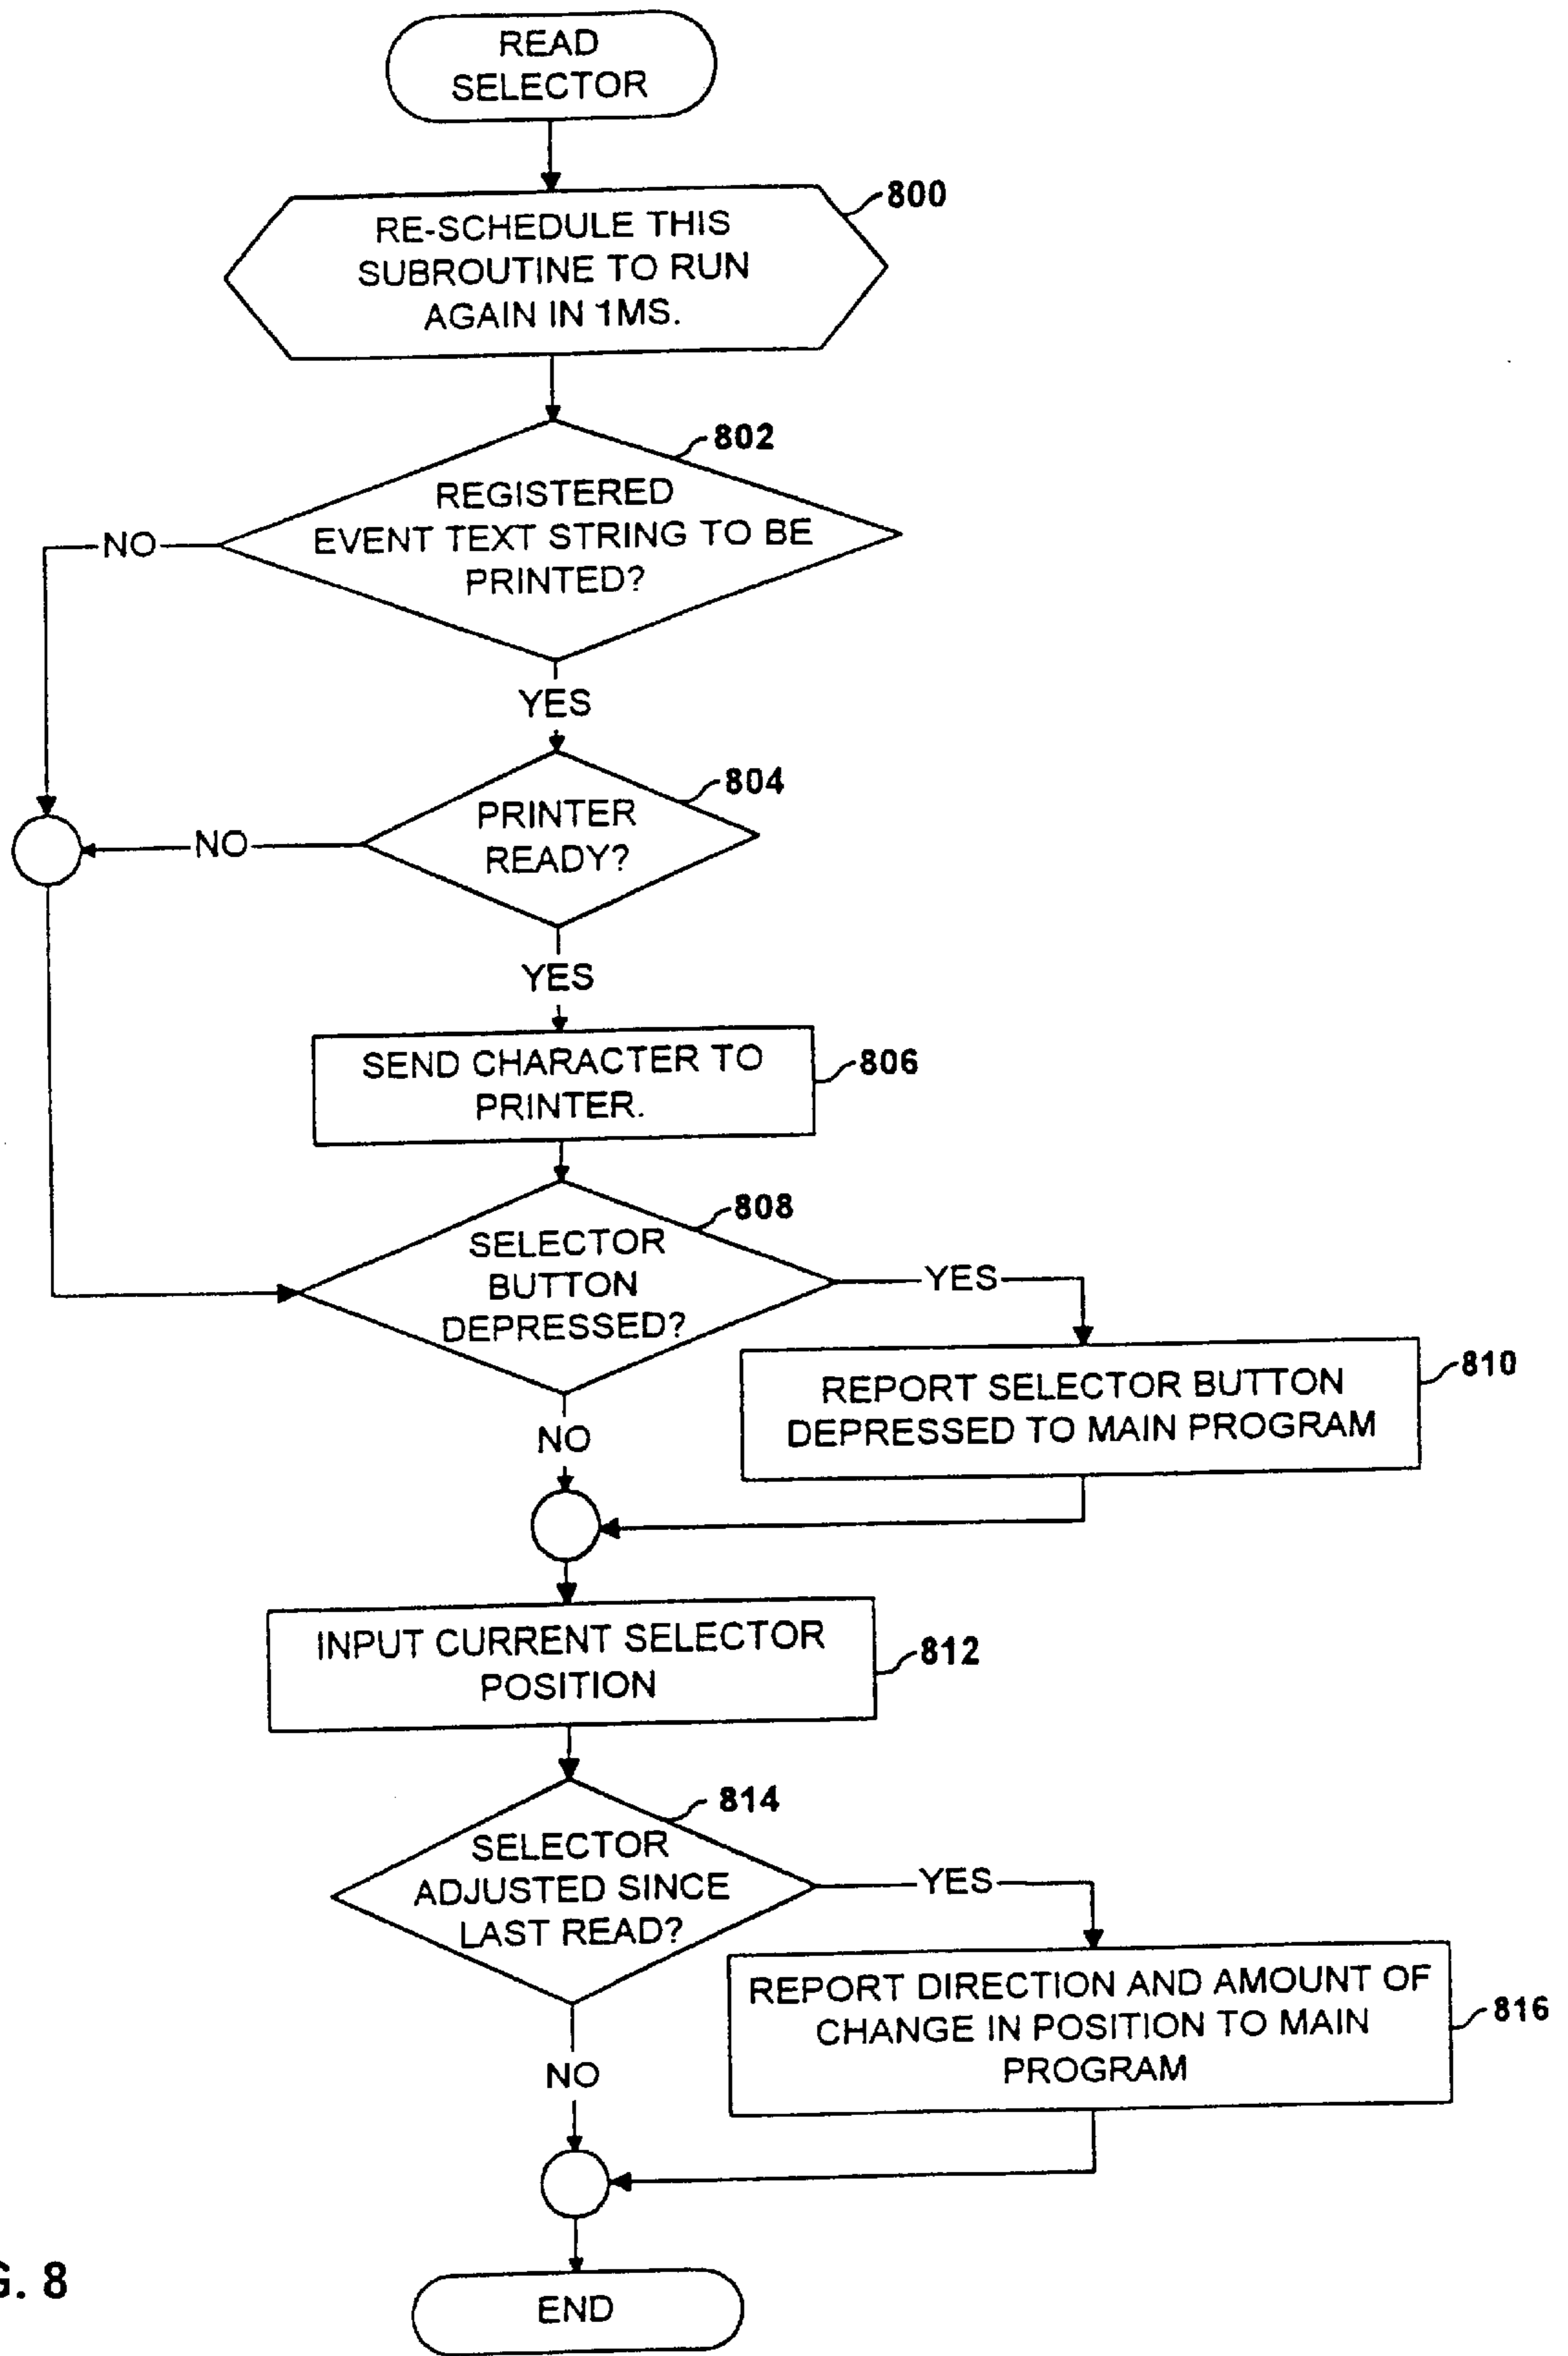 READ
SELECTOR
800
RE-SCHEDULE THIS
SUBROUTINE TO RUN
AGAIN IN 1MS.
802
REGISTERED
EVENT TEXT STRING TO BE
PRINTED?
NO
YES
804
PRINTER
READY?
NO
YES
SEND CHARACTER TO
PRINTER.
806
808
SELECTOR
BUTTON
DEPRESSED?
YES
810
REPORT SELECTOR BUTTON
DEPRESSED TO MAIN PROGRAM
NO
INPUT CURRENT SELECTOR
POSITION
812
814
SELECTOR
ADJUSTED SINCE
LAST READ?
YES
REPORT DIRECTION AND AMOUNT OF
CHANGE IN POSITION TO MAIN
PROGRAM
816
NO
G. 8
END